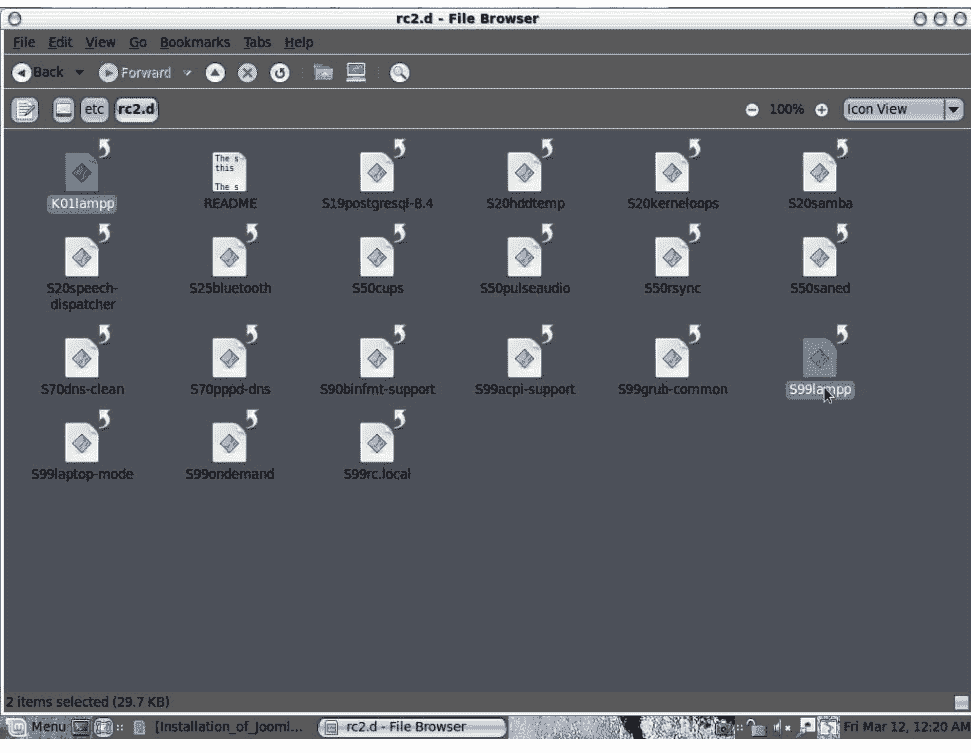 rc2.d - File Browser
File Edit View Go Bookmarks Tabs Help
Back Forward
etc rc2.d 100% Icon View
The s
this
The s
K01lampp README S19postgresql-8.4 S20hddtemp S20kerneloops S20samba
S20speech-dispatcher S25bluetooth S50cups S50pulseaudio S50rsync S50saned
S70dns-clean S70pppd-dns S90binfmt-support S99acpi-support S99grub-common S99lampp
S99laptop-mode S99ondemand S99rc.local
2 items selected (29.7 KB)
Menu [Installation_of_Jooml... rc2.d - File Browser Fri Mar 12, 12:20 AM